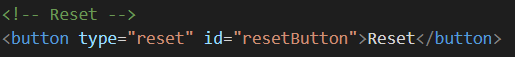 <!-- Reset -->
<button type="reset" id="resetButton">Reset</button>